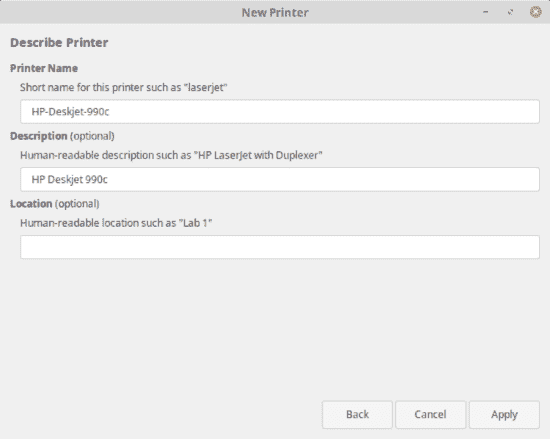 New Printer
Describe Printer
Printer Name
Short name for this printer such as "laserjet"
HP-Deskjet-990c
Description (optional)
Human-readable description such as "HP LaserJet with Duplexer"
HP Deskjet 990c
Location (optional)
Human-readable location such as "Lab 1"
Back Cancel Apply